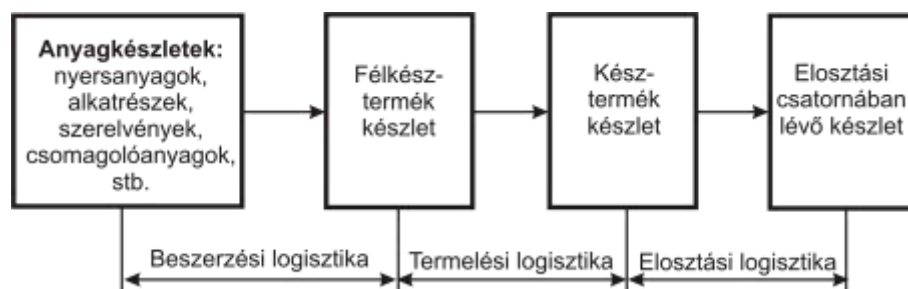 Anyagkészletek:
nyersanyagok,
alkatrészek,
szerelvények,
csomagolóanyagok,
stb.
Félkész-
termék
készlet
Kész-
termék
készlet
Elosztási
csatornában
lévő készlet
Beszerzési logisztika
Termelési logisztika
Elosztási logisztika